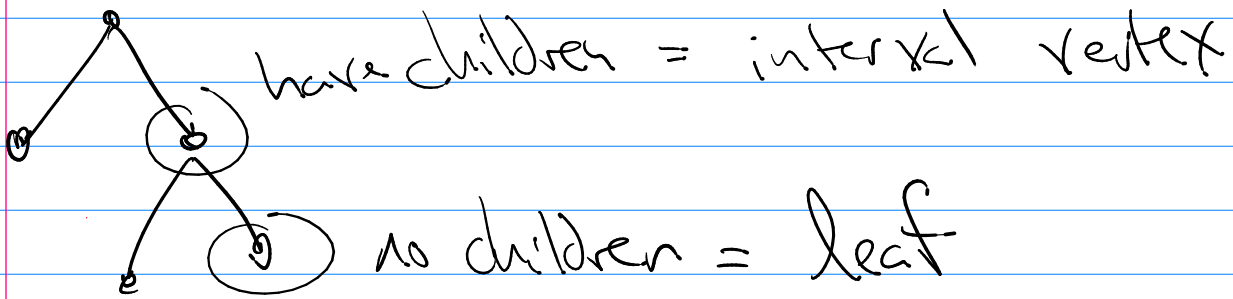 have children = internal vertex
no children = leaf